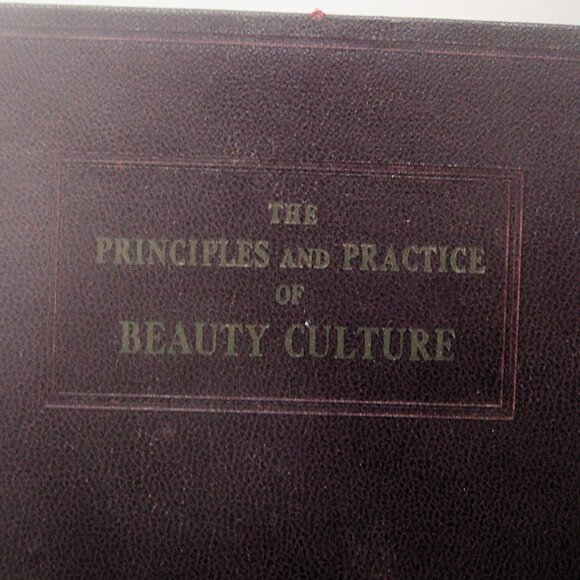 THE
PRINCIPLES AND PRACTICE
OF
BEAUTY CULTURE